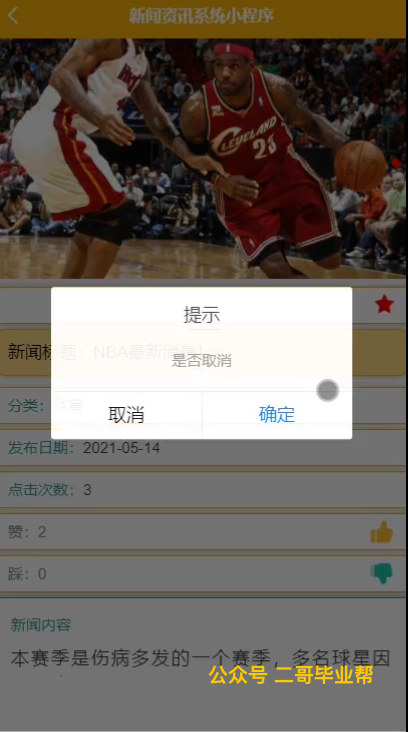 新闻资讯系统小程序
CLEVELAND
23
提示
新闻标题：NBA最新消息！
是否取消
分类：体育
取消
确定
发布日期：2021-05-14
点击次数：3
赞：2
踩：0
新闻内容
本赛季是伤病多发的一个赛季，多名球星因
公众号 二哥毕业帮